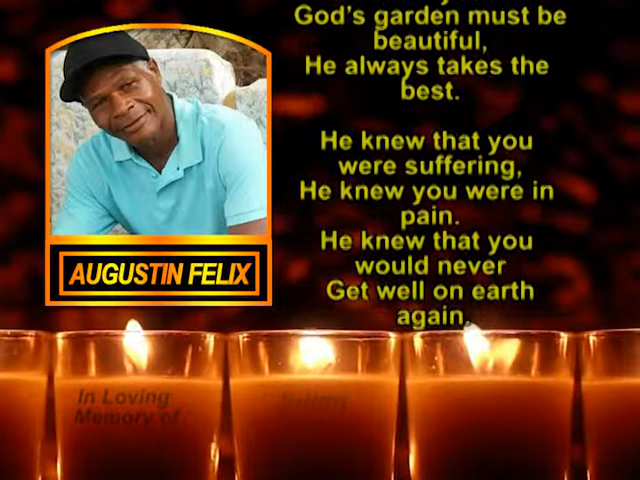 God's garden must be
beautiful,
He always takes the
best.
He knew that you
were suffering,
He knew you were in
pain.
He knew that you
would never
Get well on earth
again.
AUGUSTIN FELIX
In Loving
Memory of